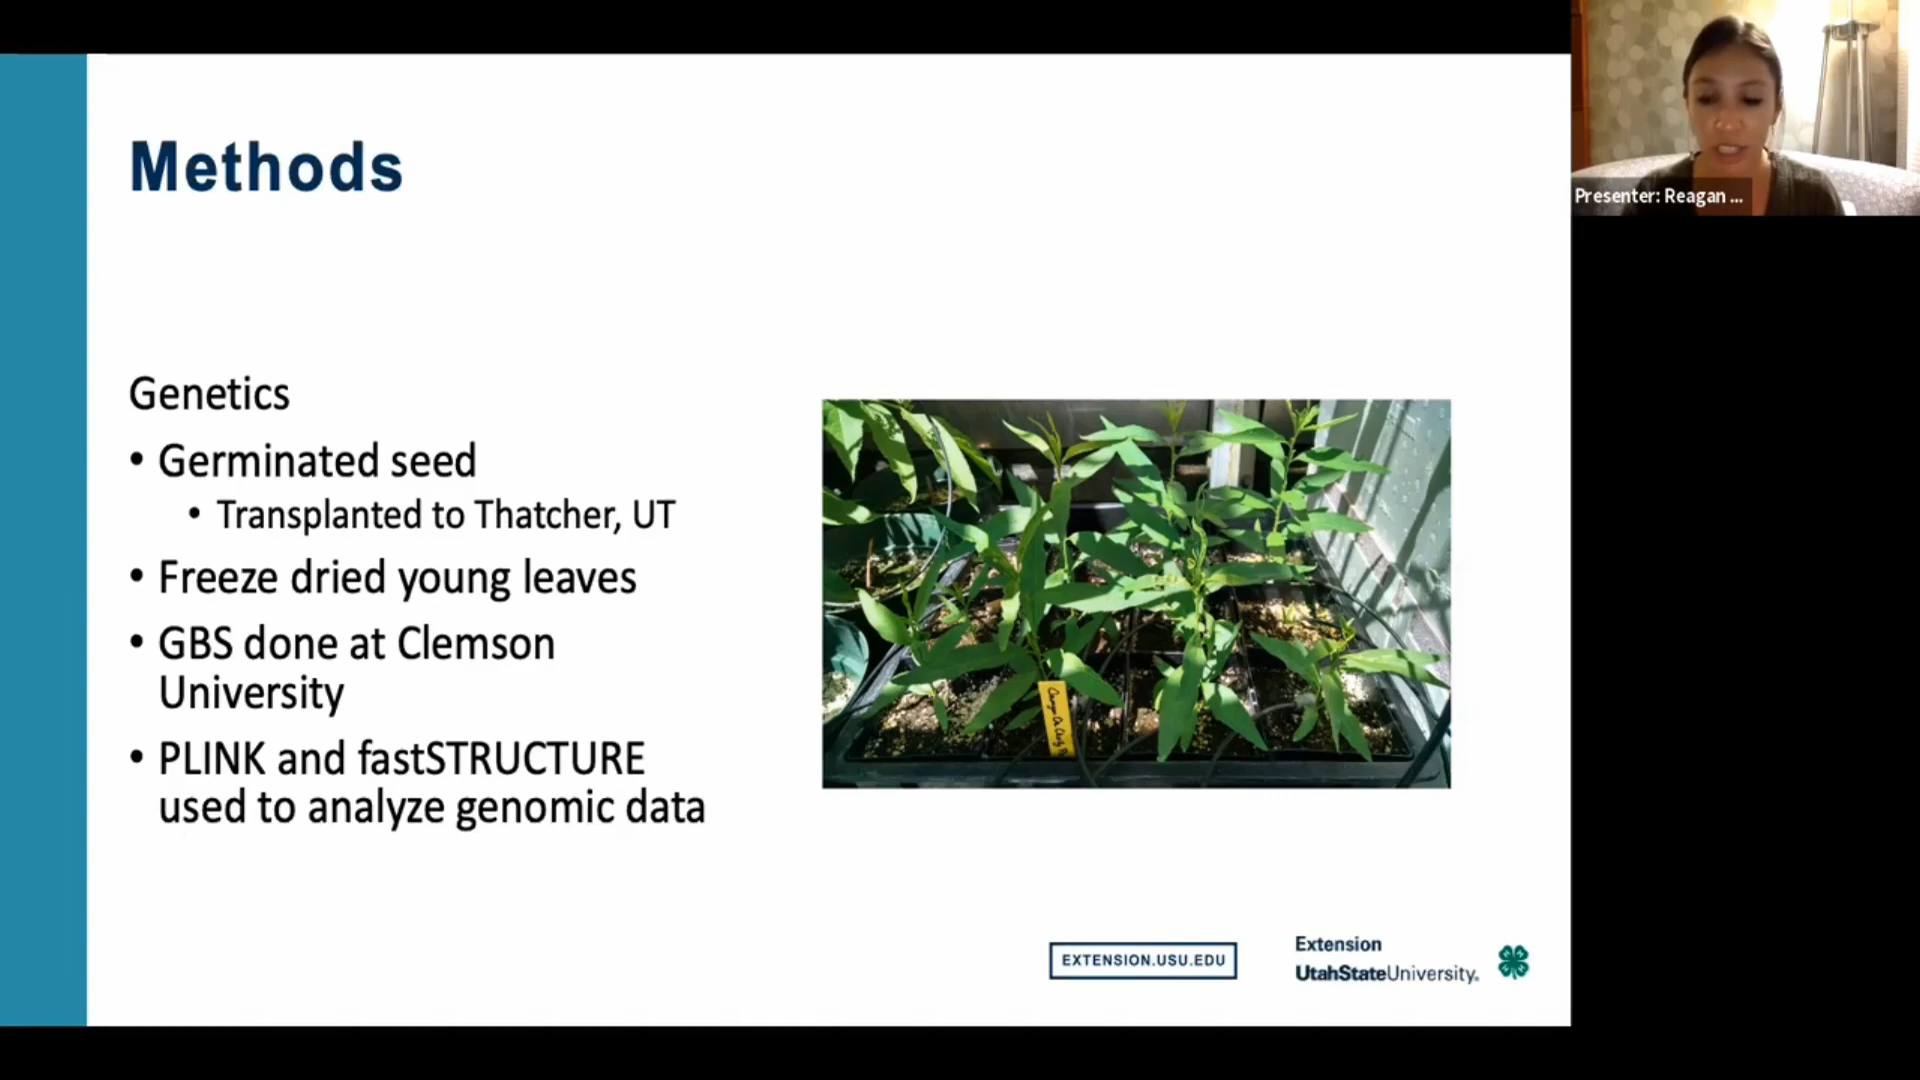 Methods
Presenter: Reagan ...
Genetics
• Germinated seed
• Transplanted to Thatcher, UT
• Freeze dried young leaves
• GBS done at Clemson
University
• PLINK and fastSTRUCTURE
used to analyze genomic data
EXTENSION.USU.EDU
Extension
UtahStateUniversity.